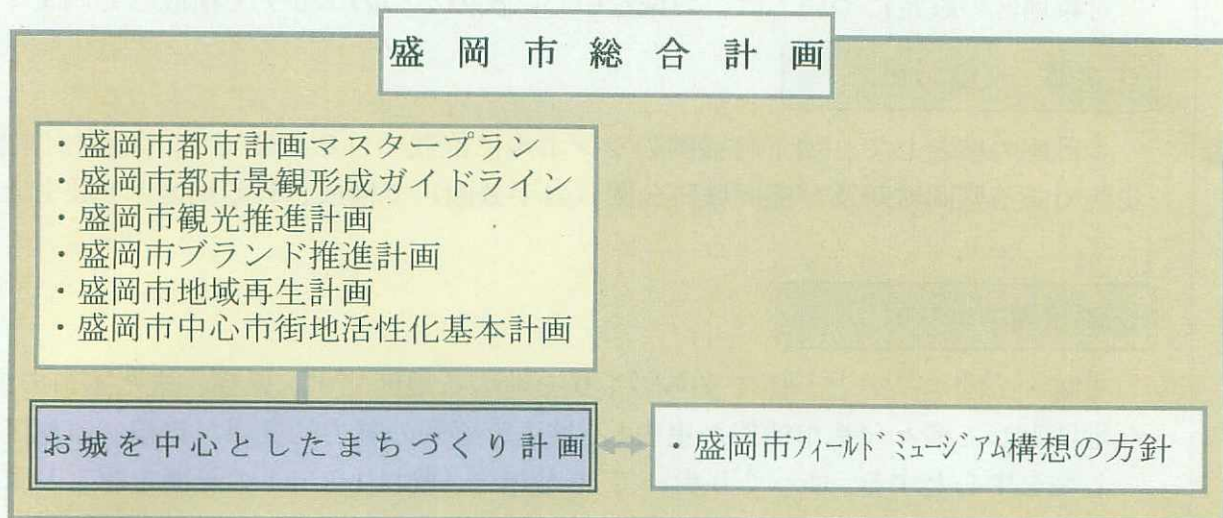 盛岡市総合計画
・盛岡市都市計画マスタープラン
・盛岡市都市景観形成ガイドライン
・盛岡市観光推進計画
・盛岡市ブランド推進計画
・盛岡市地域再生計画
・盛岡市中心市街地活性化基本計画
お城を中心としたまちづくり計画
・盛岡市ﾌｨｰﾙﾄﾞﾐｭｰｼﾞｱﾑ構想の方針